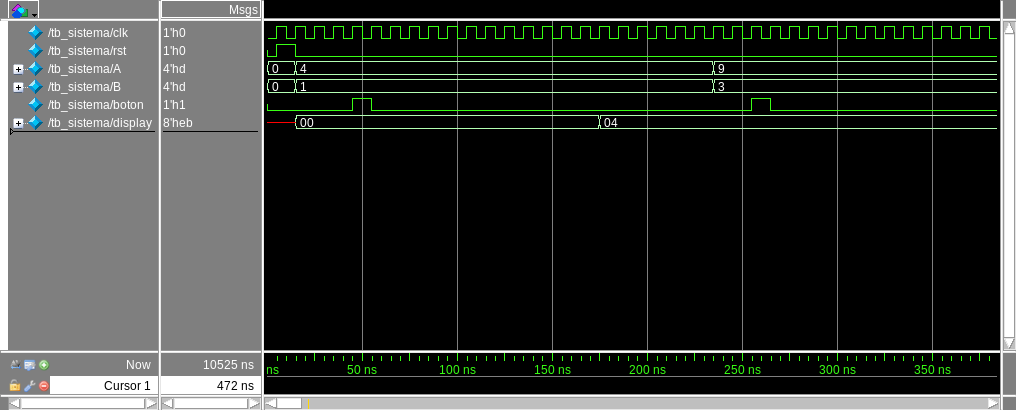 Msgs
/tb_sistema/clk 1'h0
/tb_sistema/rst 1'h0
/tb_sistema/A 4'hd 0 4 9
/tb_sistema/B 4'hd 0 1 3
/tb_sistema/boton 1'h1
/tb_sistema/display 8'heb 00 04
Now 10525 ns ns 50 ns 100 ns 150 ns 200 ns 250 ns 300 ns 350 ns
Cursor 1 472 ns